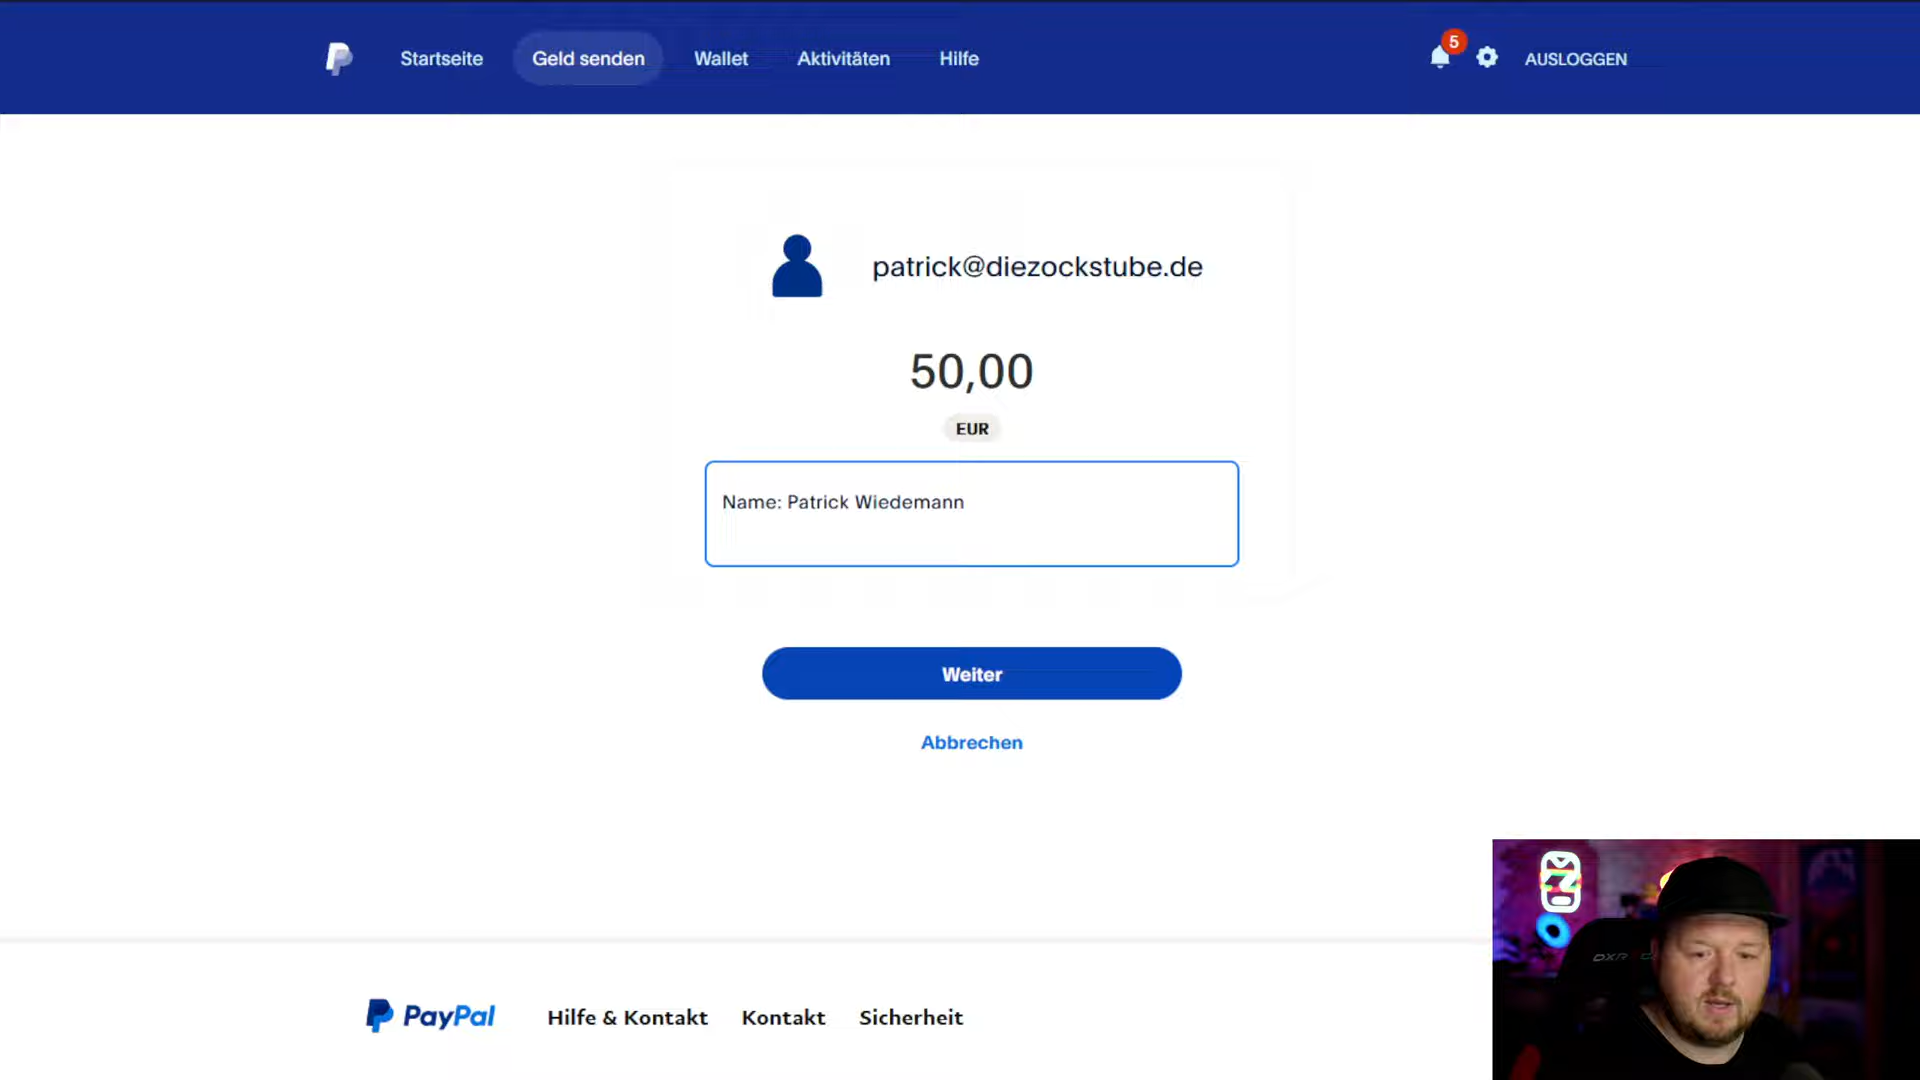 Startseite
Geld senden
Wallet
Aktivitäten
Hilfe
5
AUSLOGGEN
patrick@diezockstube.de
50,00
EUR
Name: Patrick Wiedemann
Weiter
Abbrechen
PayPal
Hilfe & Kontakt
Kontakt
Sicherheit